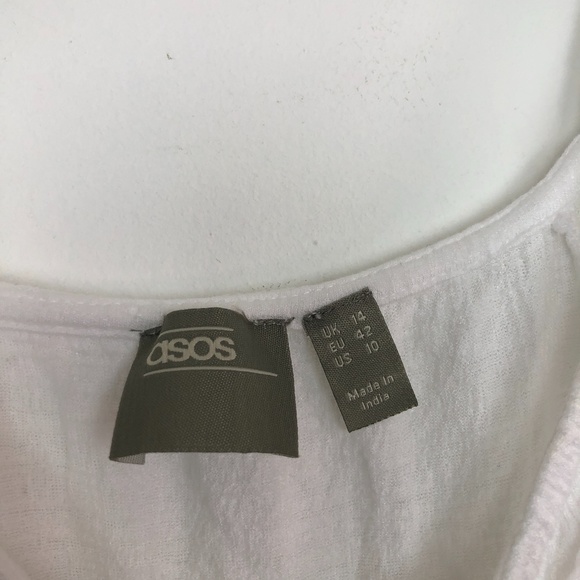 asos
UK 14
EU 42
US 10
Made In
India